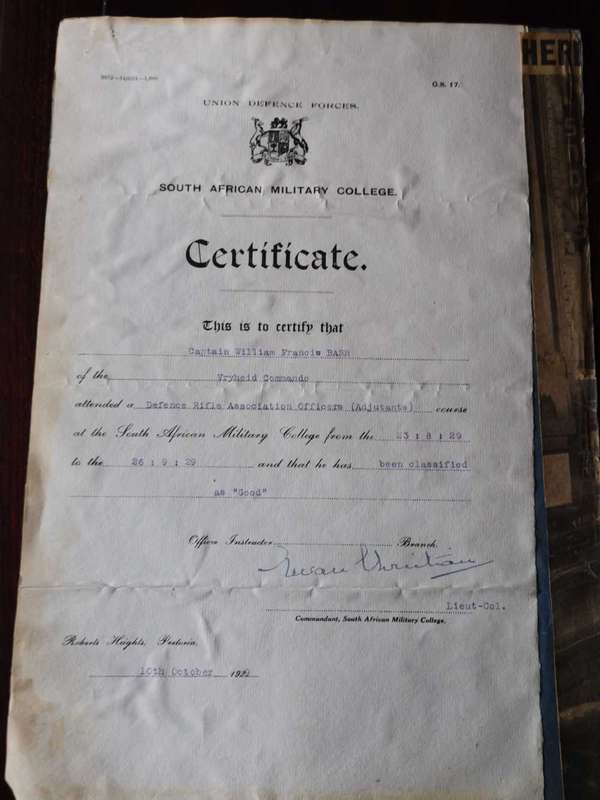 G.S. 17.
UNION DEFENCE FORCES.
SOUTH AFRICAN MILITARY COLLEGE.
Certificate.
This is to certify that
Captain William Francis BARR
of the Vryheid Commando
attended a Defence Rifle Association Officers (Adjutants) course
at the South African Military College from the 23 : 8 : 29
to the 26 : 9 : 29 and that he has been classified
as "Good"
Officer Instructor Branch.
Christian
Lieut-Col.
Commandant, South African Military College.
Roberts Heights, Pretoria,
10th October 192
HER